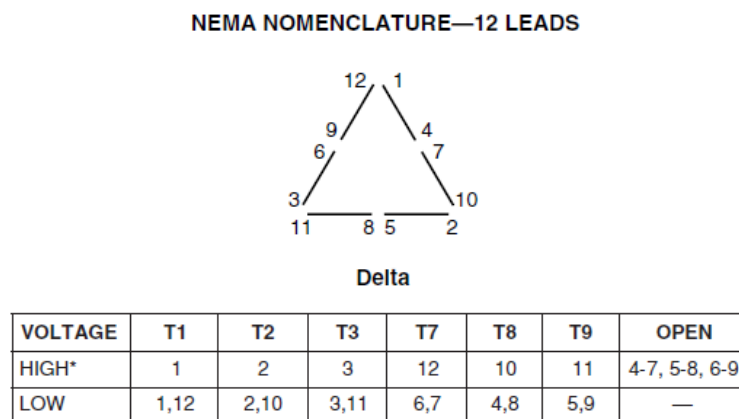 NEMA NOMENCLATURE—12 LEADS
12 1
9 4
6 7
3 10
11 8 5 2
Delta
VOLTAGE T1 T2 T3 T7 T8 T9 OPEN
HIGH* 1 2 3 12 10 11 4-7, 5-8, 6-9
LOW 1,12 2,10 3,11 6,7 4,8 5,9 —